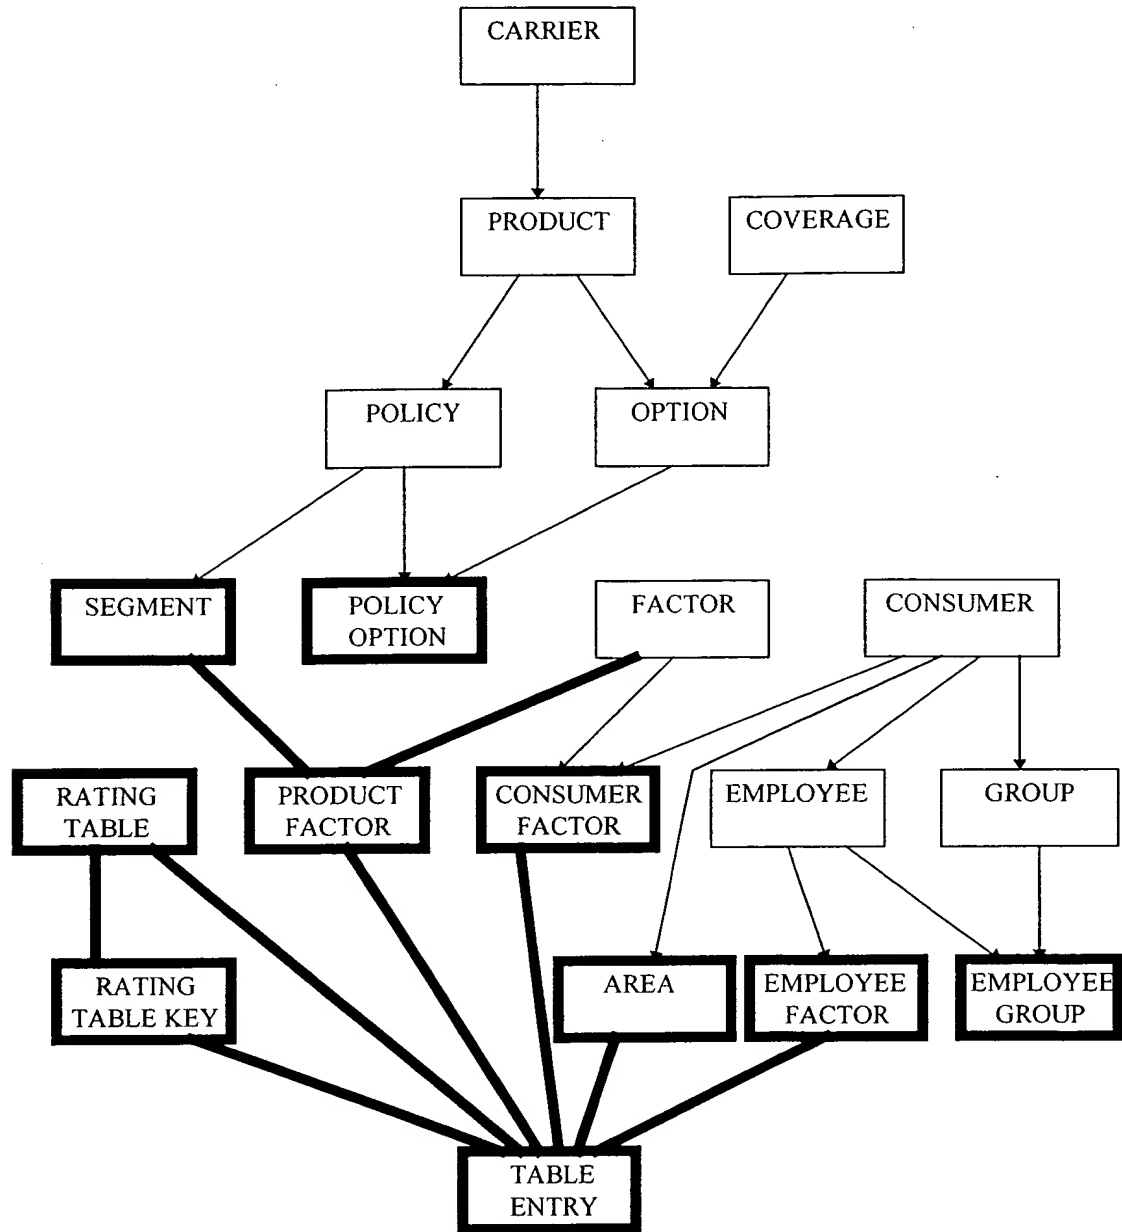 CARRIER
PRODUCT
COVERAGE
POLICY
OPTION
SEGMENT
POLICY
OPTION
FACTOR
CONSUMER
RATING
TABLE
PRODUCT
FACTOR
CONSUMER
FACTOR
EMPLOYEE
GROUP
RATING
TABLE KEY
AREA
EMPLOYEE
FACTOR
EMPLOYEE
GROUP
TABLE
ENTRY